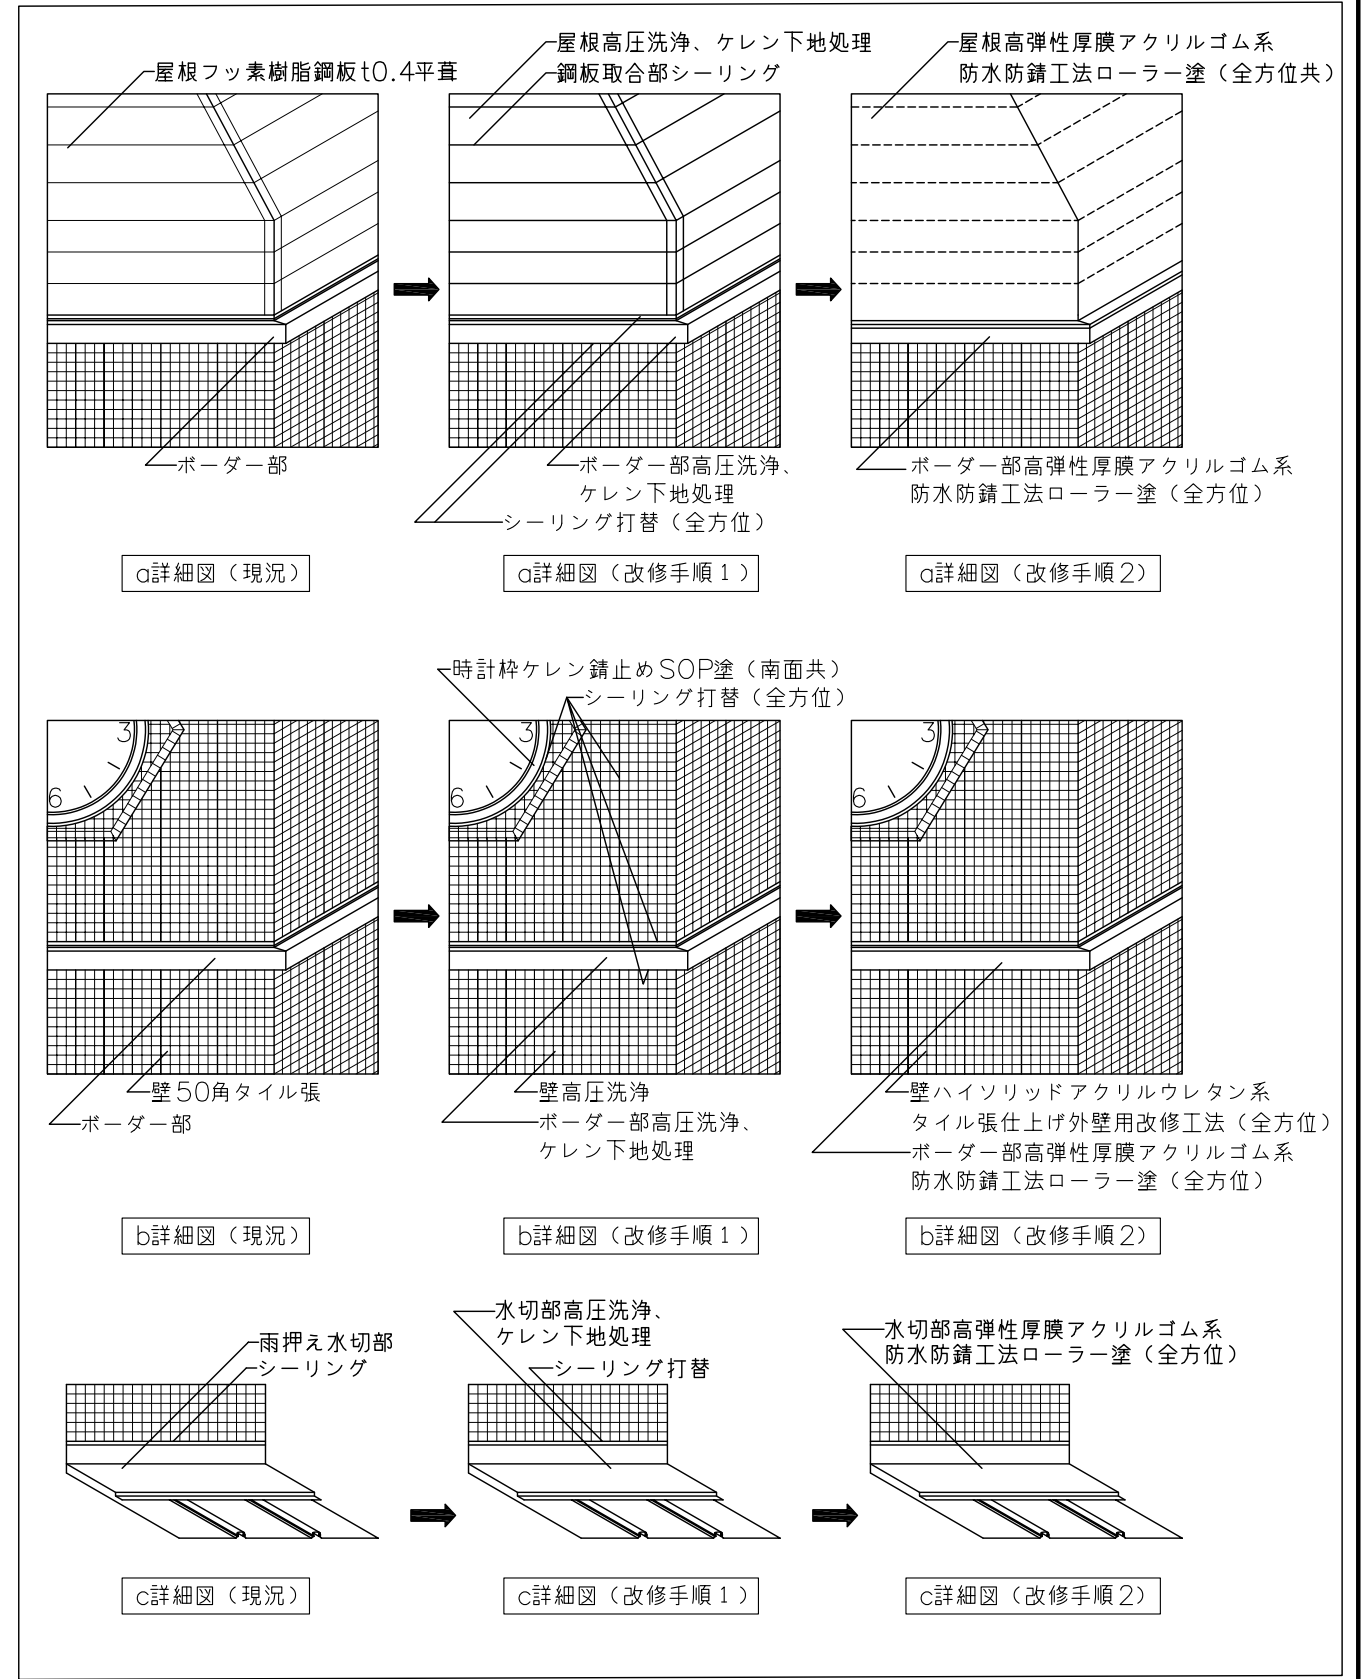 屋根フッ素樹脂鋼板t0.4平葺
ボーダー部
a詳細図（現況）
屋根高圧洗浄、ケレン下地処理
鋼板取合部シーリング
ボーダー部高圧洗浄、
ケレン下地処理
シーリング打替（全方位）
a詳細図（改修手順１）
屋根高弾性厚膜アクリルゴム系
防水防錆工法ローラー塗（全方位共）
ボーダー部高弾性厚膜アクリルゴム系
防水防錆工法ローラー塗（全方位）
a詳細図（改修手順２）
3
6
壁50角タイル張
ボーダー部
b詳細図（現況）
時計枠ケレン錆止めSOP塗（南面共）
シーリング打替（全方位）
3
6
壁高圧洗浄
ボーダー部高圧洗浄、
ケレン下地処理
b詳細図（改修手順１）
3
6
壁ハイソリッドアクリルウレタン系
タイル張仕上げ外壁用改修工法（全方位）
ボーダー部高弾性厚膜アクリルゴム系
防水防錆工法ローラー塗（全方位）
b詳細図（改修手順２）
雨押え水切部
シーリング
c詳細図（現況）
水切部高圧洗浄、
ケレン下地処理
シーリング打替
c詳細図（改修手順１）
水切部高弾性厚膜アクリルゴム系
防水防錆工法ローラー塗（全方位）
c詳細図（改修手順２）